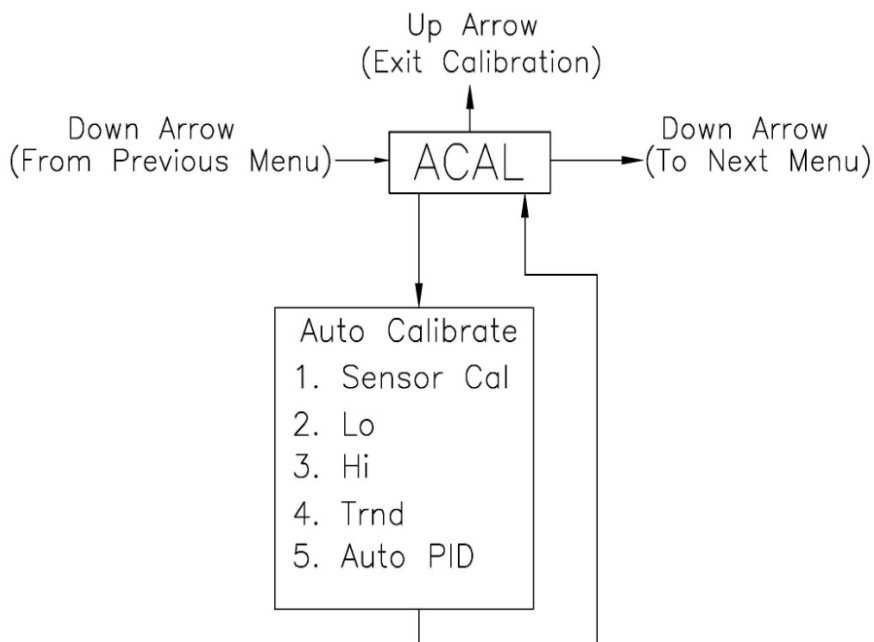 Up Arrow
(Exit Calibration)
Down Arrow
(From Previous Menu)
ACAL
Down Arrow
(To Next Menu)
Auto Calibrate
1. Sensor Cal
2. Lo
3. Hi
4. Trnd
5. Auto PID